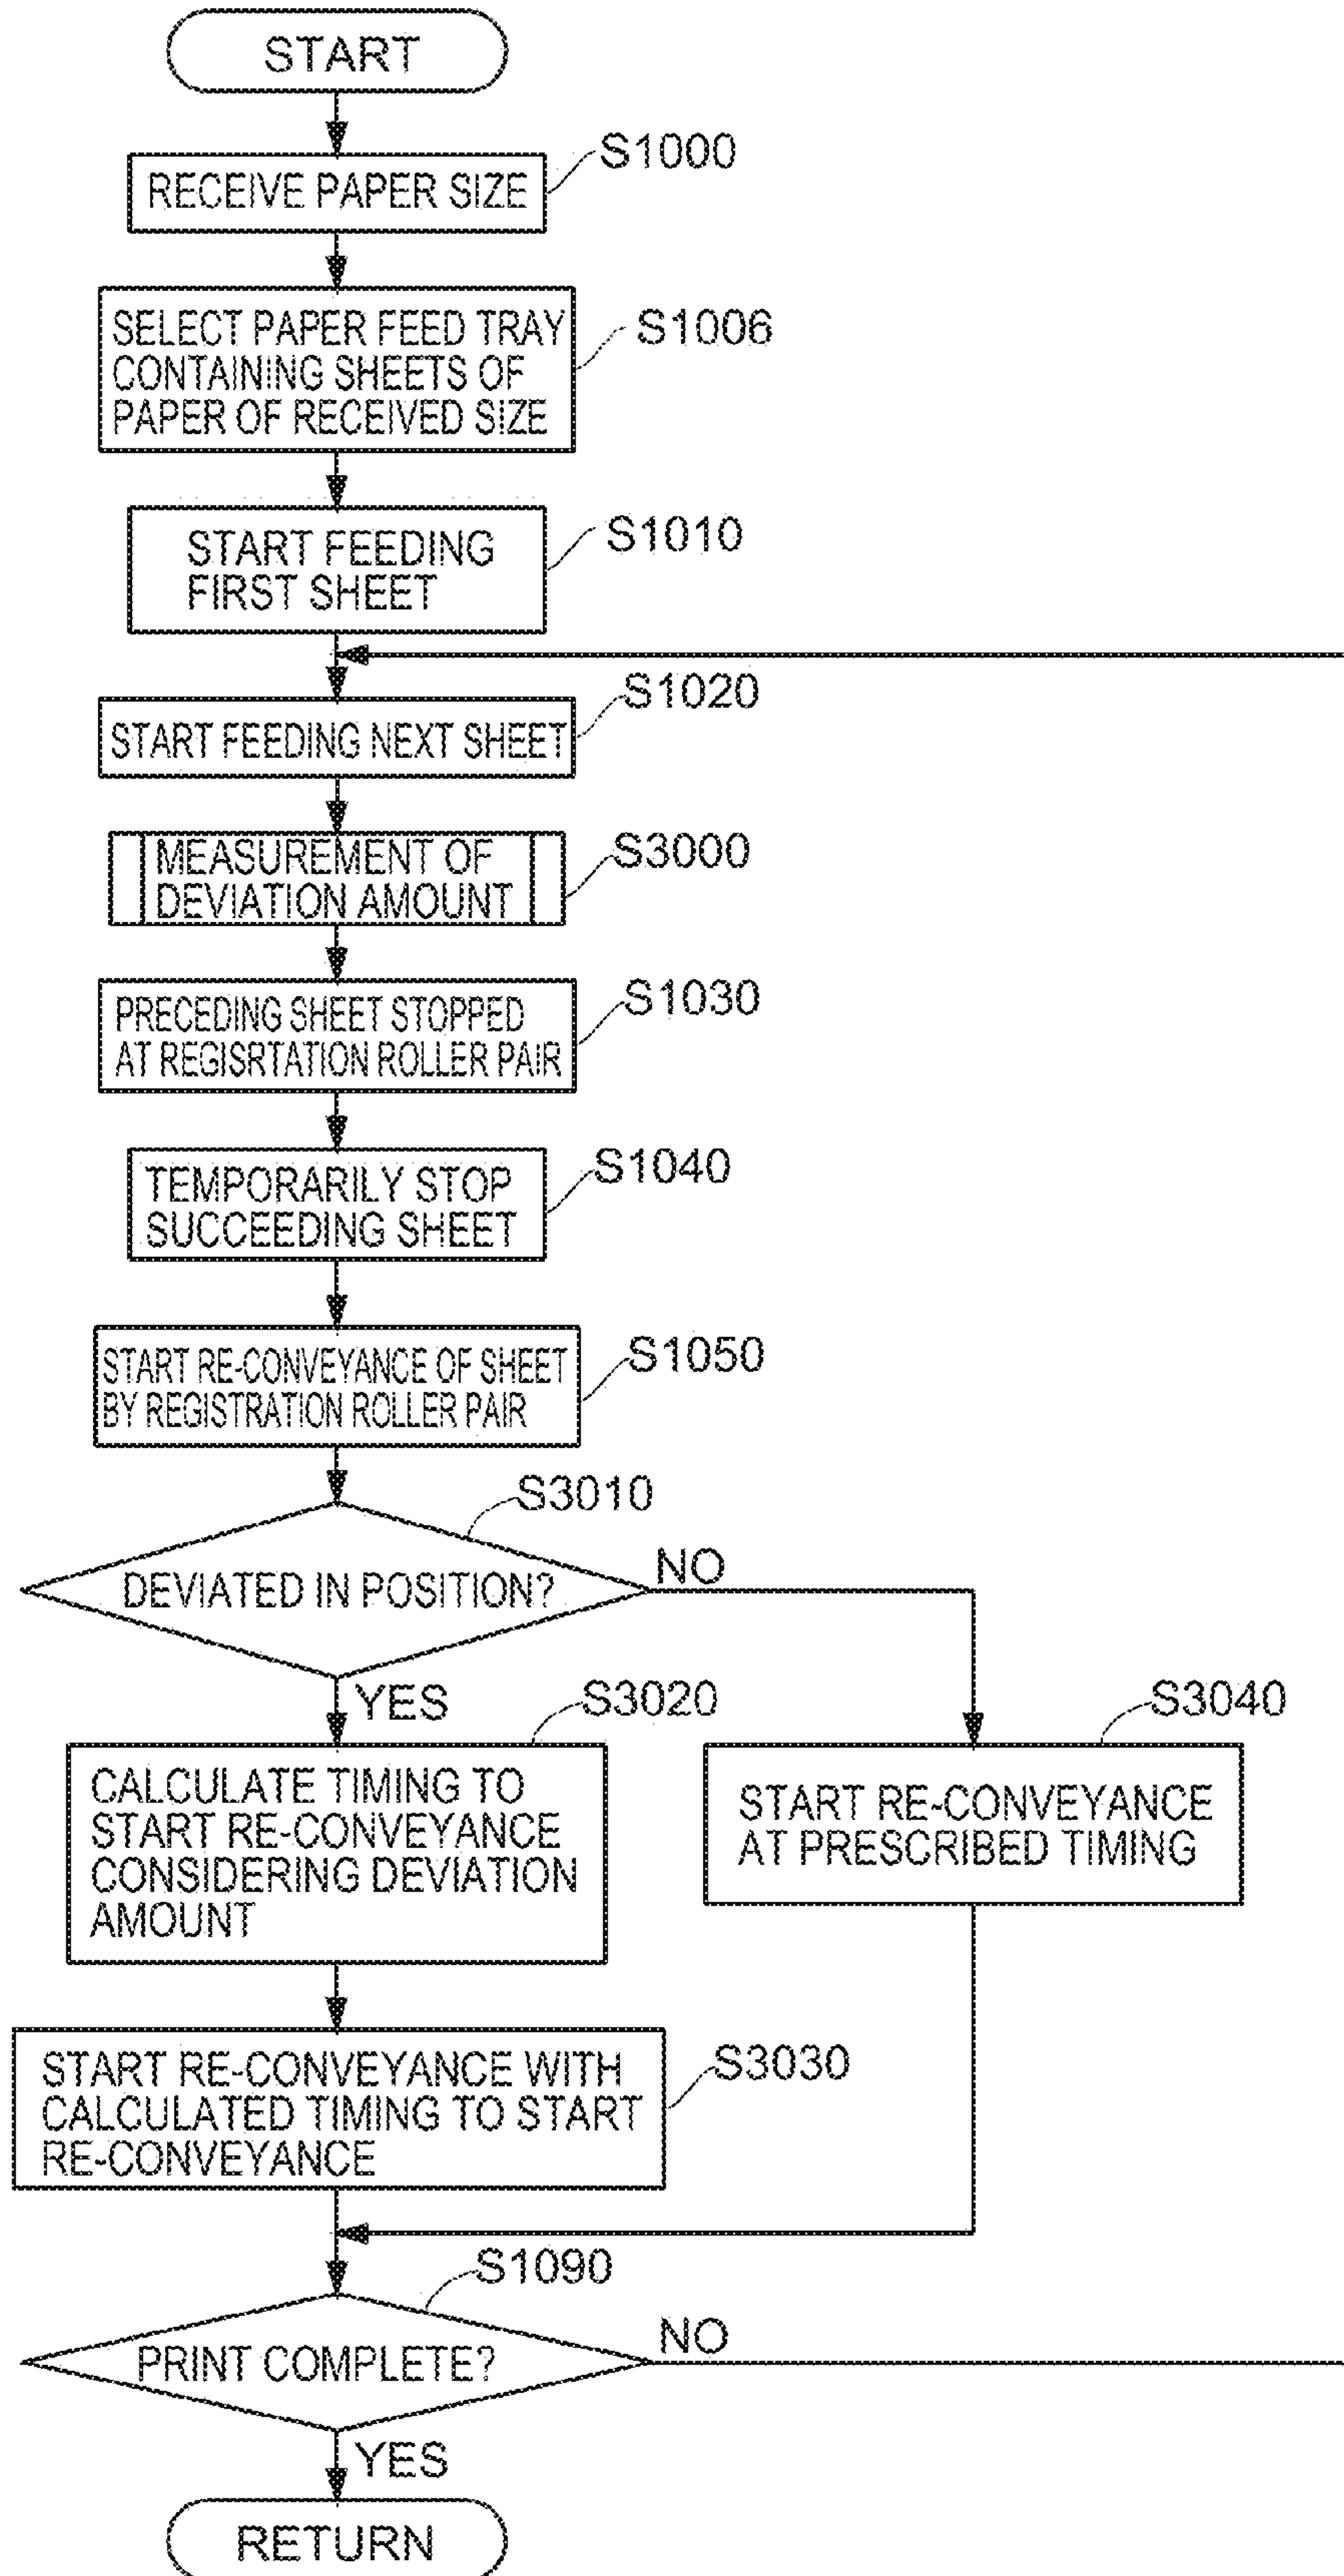 START
S1000
RECEIVE PAPER SIZE
S1006
SELECT PAPER FEED TRAY
CONTAINING SHEETS OF
PAPER OF RECEIVED SIZE
S1010
START FEEDING
FIRST SHEET
S1020
START FEEDING NEXT SHEET
S3000
MEASUREMENT OF
DEVIATION AMOUNT
S1030
PRECEDING SHEET STOPPED
AT REGISRTATION ROLLER PAIR
S1040
TEMPORARILY STOP
SUCCEEDING SHEET
S1050
START RE-CONVEYANCE OF SHEET
BY REGISTRATION ROLLER PAIR
S3010
DEVIATED IN POSITION?
NO
YES
S3020
CALCULATE TIMING TO
START RE-CONVEYANCE
CONSIDERING DEVIATION
AMOUNT
S3040
START RE-CONVEYANCE
AT PRESCRIBED TIMING
S3030
START RE-CONVEYANCE WITH
CALCULATED TIMING TO START
RE-CONVEYANCE
S1090
PRINT COMPLETE?
NO
YES
RETURN